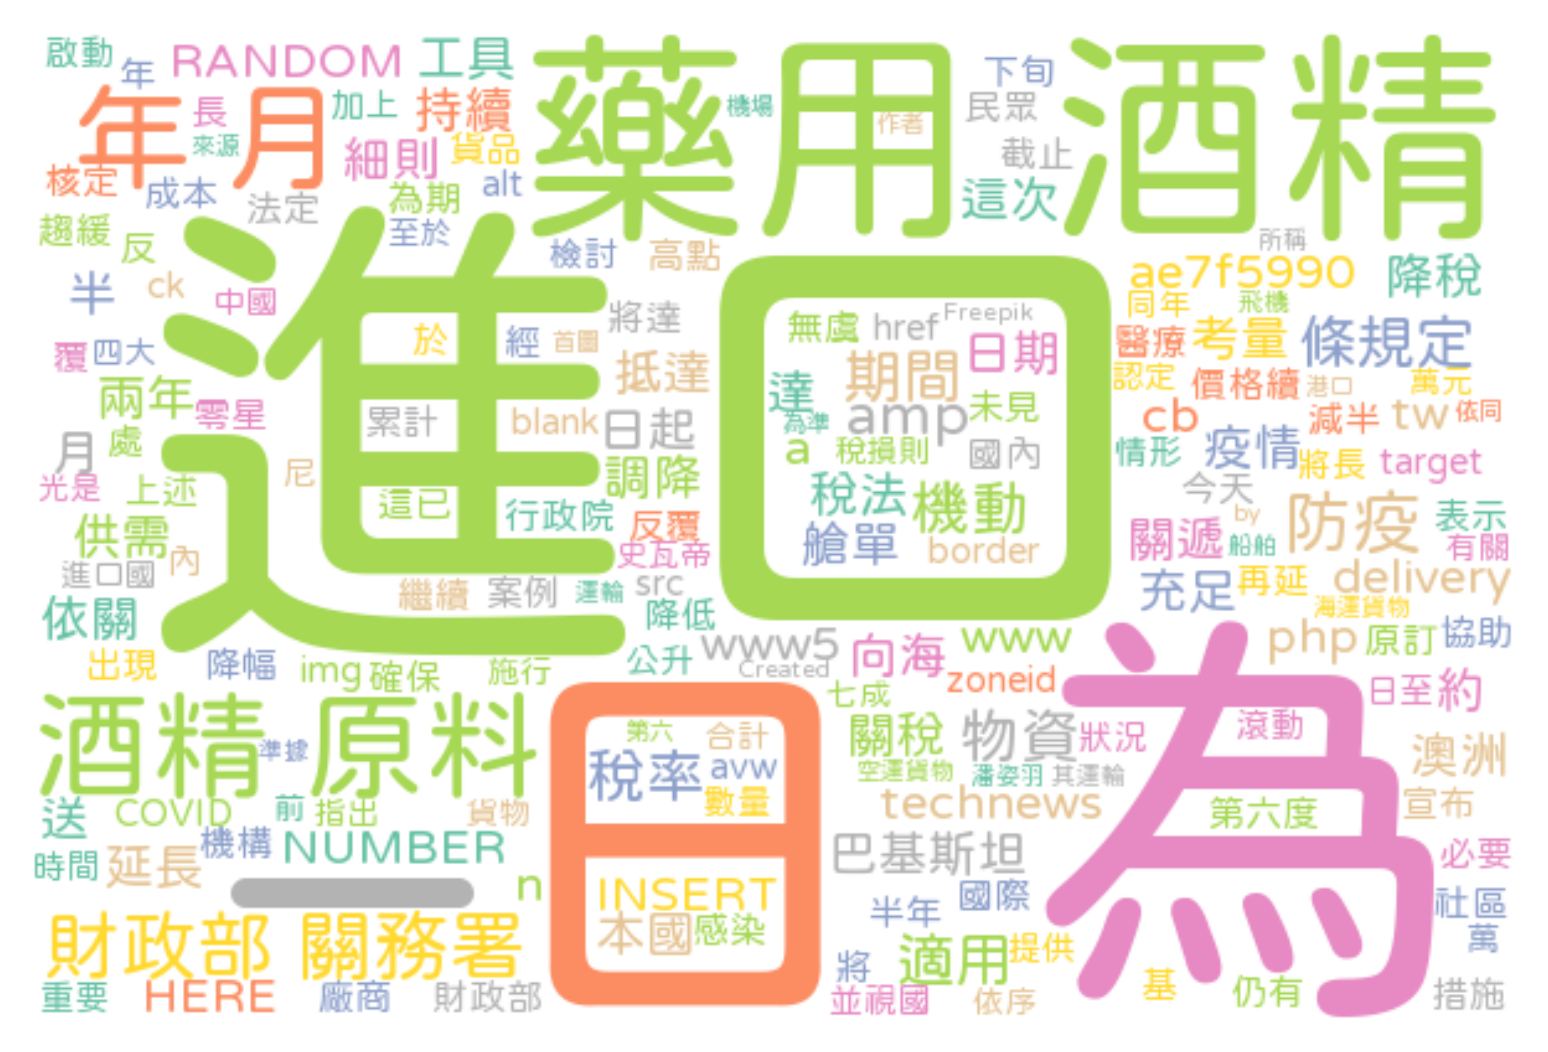 啟動 年 RANDOM 工具 藥用酒精 機場 作者 下旬 民眾
年月 長 來源 加上 持續 細則 貨品 截止 這次
核定 成本 法定 為期 alt 至於
趨緩 反 檢討 高點 所稱 ae7f5990 降稅
半 ck 中國 進口 將達 同年 飛機
覆 四大 於 經 首圖 抵達 無虞 href Freepik 日期 醫療 考量 條規定
兩年 零星 累計 blank 日起 達 期間 為準 amp 未見 認定 價格續 港口 萬元
月 處 尼 調降 a 稅損則 國內 cb 減半 tw 依同
光是 上述 這已 行政院 反覆 稅法 機動 情形 疫情 將長 target
供需 史瓦帝 艙單 border 今天 關遞 by 船舶 防疫 表示 有關
進口國 內 繼續 案例 運輸 src 充足 再延 delivery
依關 降低 www5 向海 www 為 海運貨物 php 原訂 協助
出現 降幅 img 確保 施行 公升 Created 七成 zoneid 日至 約
酒精 原料 準據 日 第六 合計 關稅 物資 狀況 滾動 澳洲
稅率 avw 數量 空運貨物 潘姿羽 其運輸
送 COVID 前 指出 貨物 technews 第六度 宣布
時間 延長 機構 NUMBER 巴基斯坦 必要
一 n INSERT 半年 國際 社區
財政部 關務署 本國 感染 將 適用 提供 萬
重要 HERE 廠商 財政部 並視國 依序 基 仍有 措施